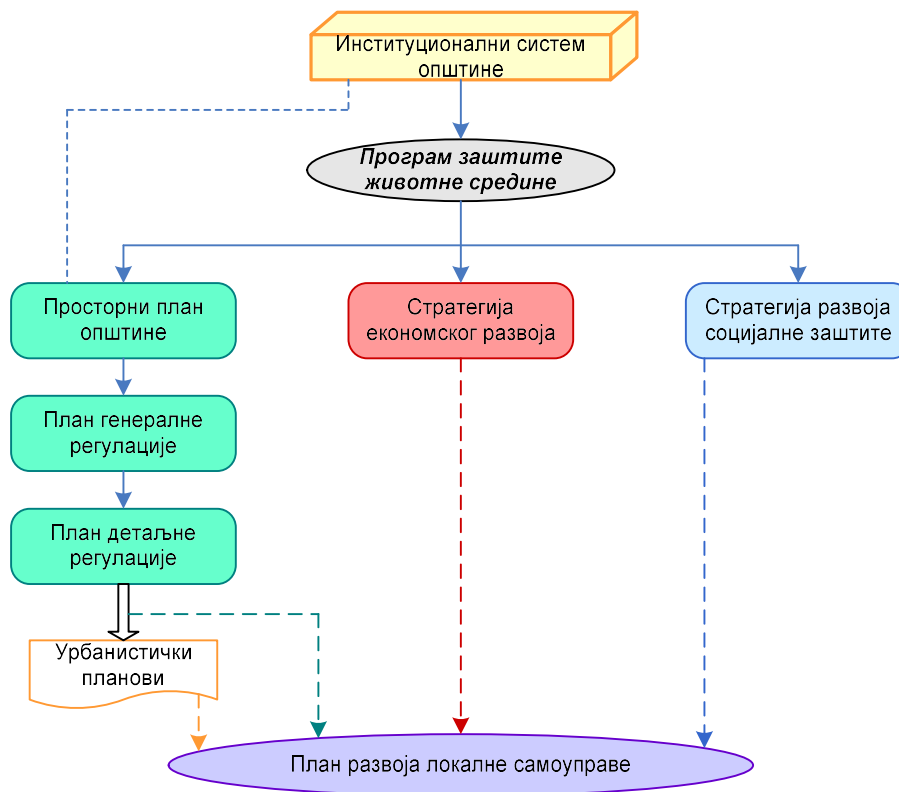 Институционални систем
општине
Програм заштите
животне средине
Просторни план
општине
Стратегија
економског развоја
Стратегија развоја
социјалне заштите
План генералне
регулације
План детаљне
регулације
Урбанистички
планови
План развоја локалне самоуправе